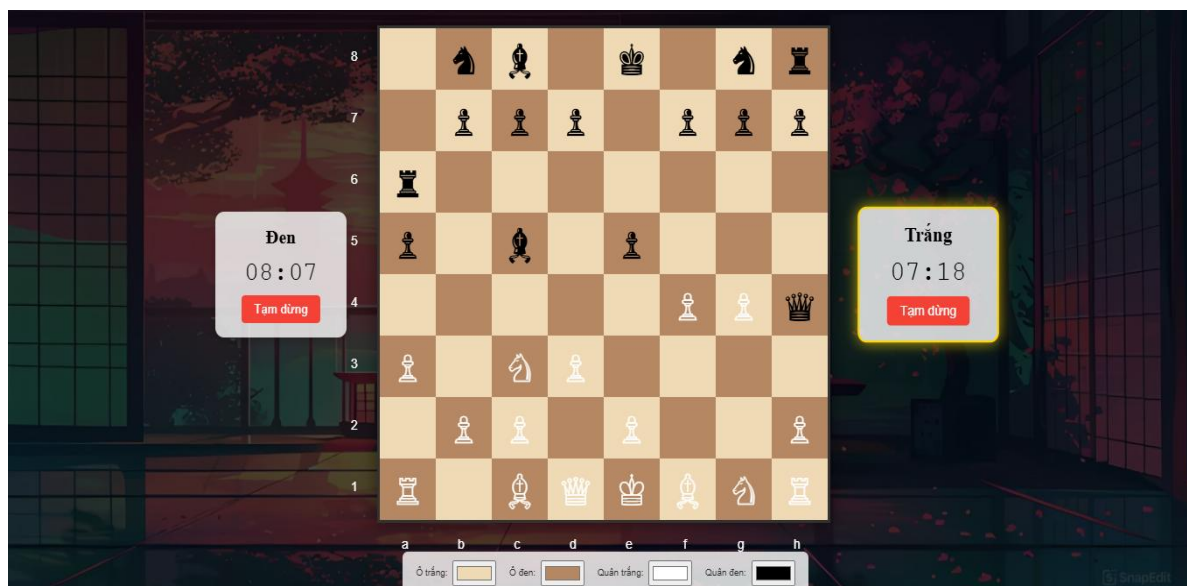 8
7
6
5
4
3
2
1
Đen
08:07
Tạm dừng
Trắng
07:18
Tạm dừng
a b c d e f g h
Ô trắng: Ô đen: Quân trắng: Quân đen:
SnapEdit